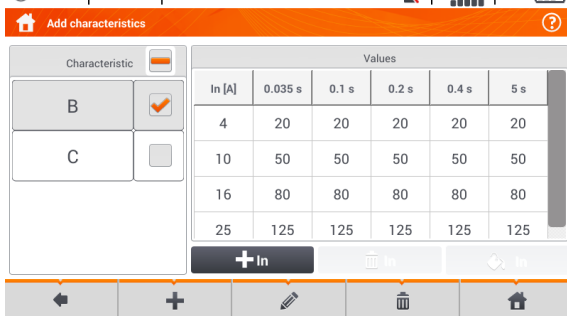 Add characteristics ?
Characteristic
B
C
Values
In [A] 0.035 s 0.1 s 0.2 s 0.4 s 5 s
4 20 20 20 20 20
10 50 50 50 50 50
16 80 80 80 80 80
25 125 125 125 125 125
+ In In In